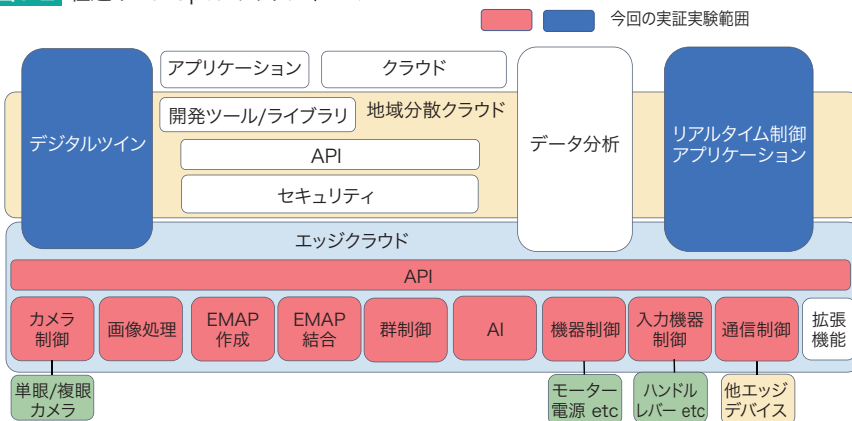 今回の実証実験範囲
アプリケーション
クラウド
デジタルツイン
開発ツール/ライブラリ
地域分散クラウド
API
セキュリティ
データ分析
リアルタイム制御
アプリケーション
エッジクラウド
API
カメラ
制御
画像処理
EMAP
作成
EMAP
結合
群制御
AI
機器制御
入力機器
制御
通信制御
拡張
機能
単眼/複眼
カメラ
モーター
電源 etc
ハンドル
レバー etc
他エッジ
デバイス